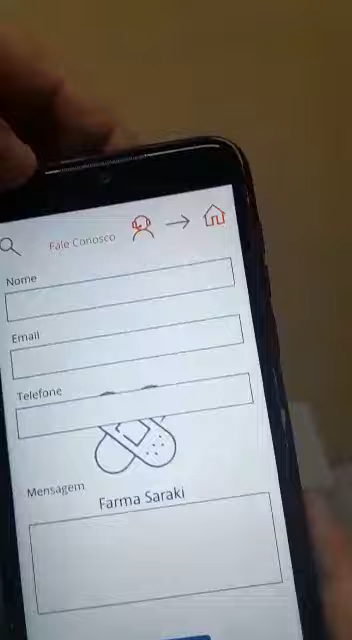 Fale Conosco
Nome
Email
Telefone
Mensagem
Farma Saraki